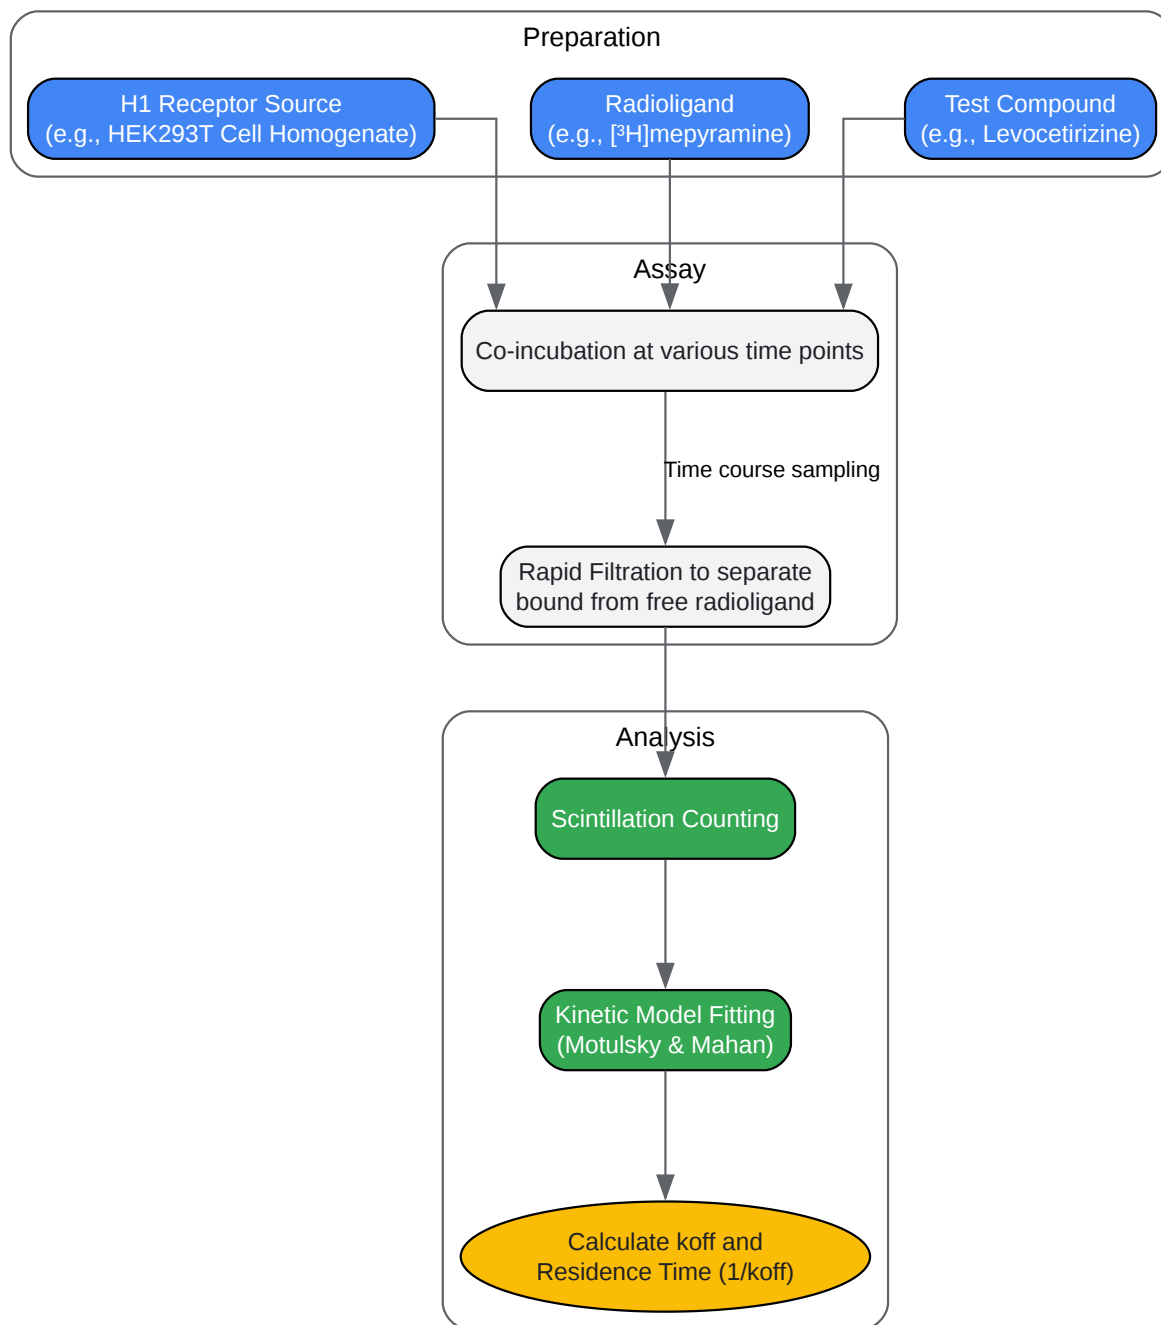 Preparation
H1 Receptor Source
(e.g., HEK293T Cell Homogenate)
Radioligand
(e.g., [³H]mepyramine)
Test Compound
(e.g., Levocetirizine)
Assay
Co-incubation at various time points
Time course sampling
Rapid Filtration to separate
bound from free radioligand
Analysis
Scintillation Counting
Kinetic Model Fitting
(Motulsky & Mahan)
Calculate koff and
Residence Time (1/koff)